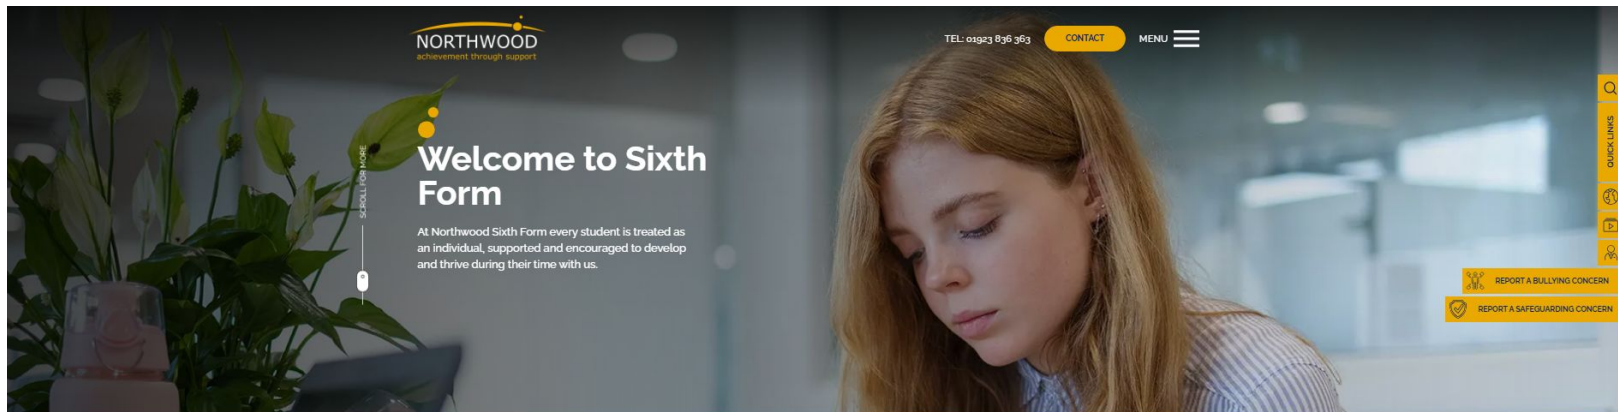 NORTHWOOD
achievement through support
TEL: 01923 836 363
CONTACT
MENU
SCROLL FOR MORE
Welcome to Sixth
Form
At Northwood Sixth Form every student is treated as
an individual, supported and encouraged to develop
and thrive during their time with us.
QUICK LINKS
REPORT A BULLYING CONCERN
REPORT A SAFEGUARDING CONCERN